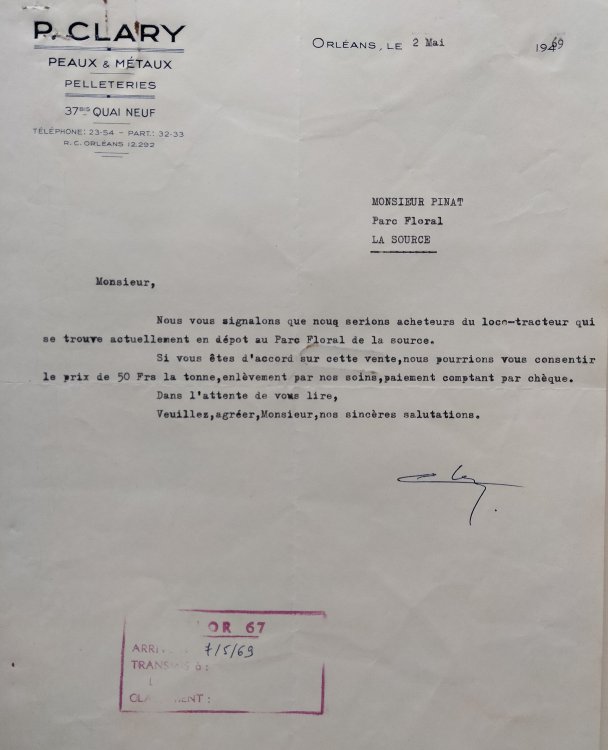 P. CLARY
PEAUX & MÉTAUX
PELLETERIES
37BIS QUAI NEUF
TÉLÉPHONE: 23-54 - PART.: 32-33
R.C. ORLÉANS 12.292
ORLÉANS, LE 2 Mai 1969
MONSIEUR PINAT
Parc Floral
LA SOURCE
Monsieur,
Nous vous signalons que nouq serions acheteurs du loco-tracteur qui
se trouve actuellement en dépot au Parc Floral de la source.
Si vous êtes d'accord sur cette vente,nous pourrions vous consentir
le prix de 50 Frs la tonne,enlèvement par nos soins,paiement comptant par chèque.
Dans l'attente de vous lire,
Veuillez,agréer,Monsieur,nos sincères salutations.
OR 67
7/5/69